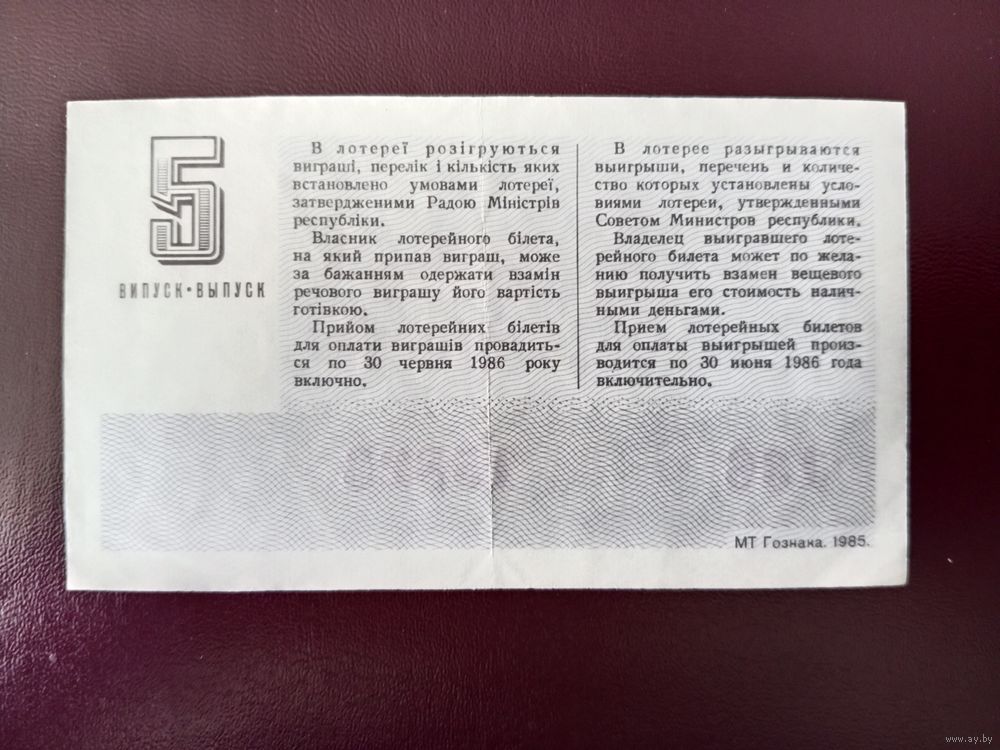 5
ВИПУСК • ВЫПУСК
В лотереї розігруються
виграші, перелік і кількість яких
встановлено умовами лотереї,
затвердженими Радою Міністрів
республіки.
Власник лотерейного білета,
на який припав виграш, може
за бажанням одержати взамін
речового виграшу його вартість
готівкою.
Прийом лотерейних білетів
для оплати виграшів провадить-
ся по 30 червня 1986 року
включно.
В лотерее разыгрываются
выигрыши, перечень и количе-
ство которых установлены усло-
виями лотереи, утвержденными
Советом Министров республики.
Владелец выигравшего лоте-
рейного билета может по жела-
нию получить взамен вещевого
выигрыша его стоимость налич-
ными деньгами.
Прием лотерейных билетов
для оплаты выигрышей произ-
водится по 30 июня 1986 года
включительно.
МТ Гознака. 1985.
www.ay.by